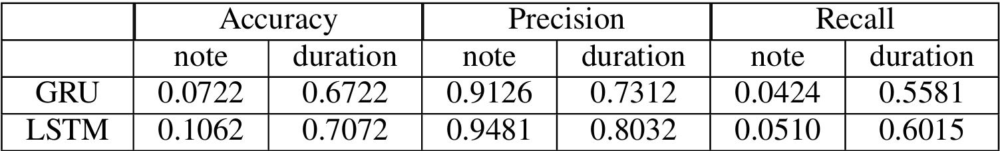 Accuracy Precision Recall
note duration note duration note duration
GRU 0.0722 0.6722 0.9126 0.7312 0.0424 0.5581
LSTM 0.1062 0.7072 0.9481 0.8032 0.0510 0.6015